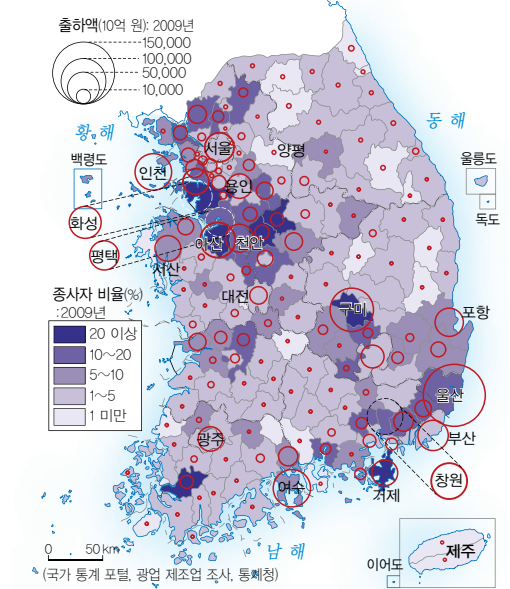 출하액(10억 원): 2009년
150,000
100,000
50,000
10,000
황 해
동 해
백령도
울릉도
독도
서울
양평
인천
용인
화성
평택
아산
천안
서산
대전
구미
포항
종사자 비율(%)
:2009년
20 이상
10~20
5~10
1~5
1 미만
울산
부산
광주
창원
여수
거제
남 해
제주
이어도
0 50km
(국가 통계 포털, 광업 제조업 조사, 통계청)